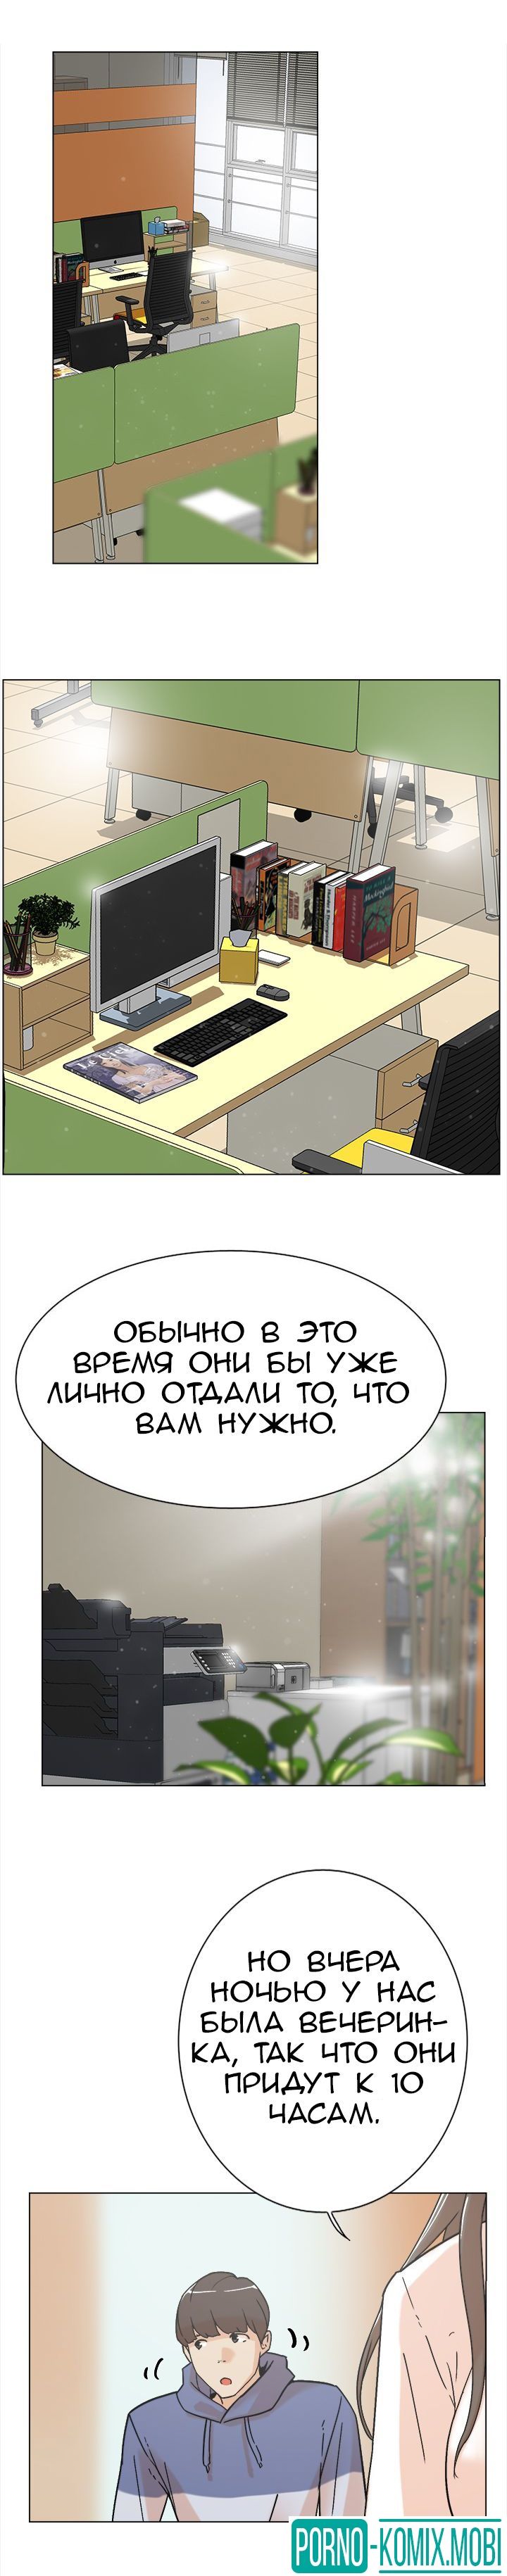 ОБЫЧНО В ЭТО
ВРЕМЯ ОНИ БЫ УЖЕ
ЛИЧНО ОТДАЛИ ТО, ЧТО
ВАМ НУЖНО.
НО ВЧЕРА
НОЧЬЮ У НАС
БЫЛА ВЕЧЕРИН-
КА, ТАК ЧТО ОНИ
ПРИДУТ К 10
ЧАСАМ.
PORNO-KOMIX.MOBI